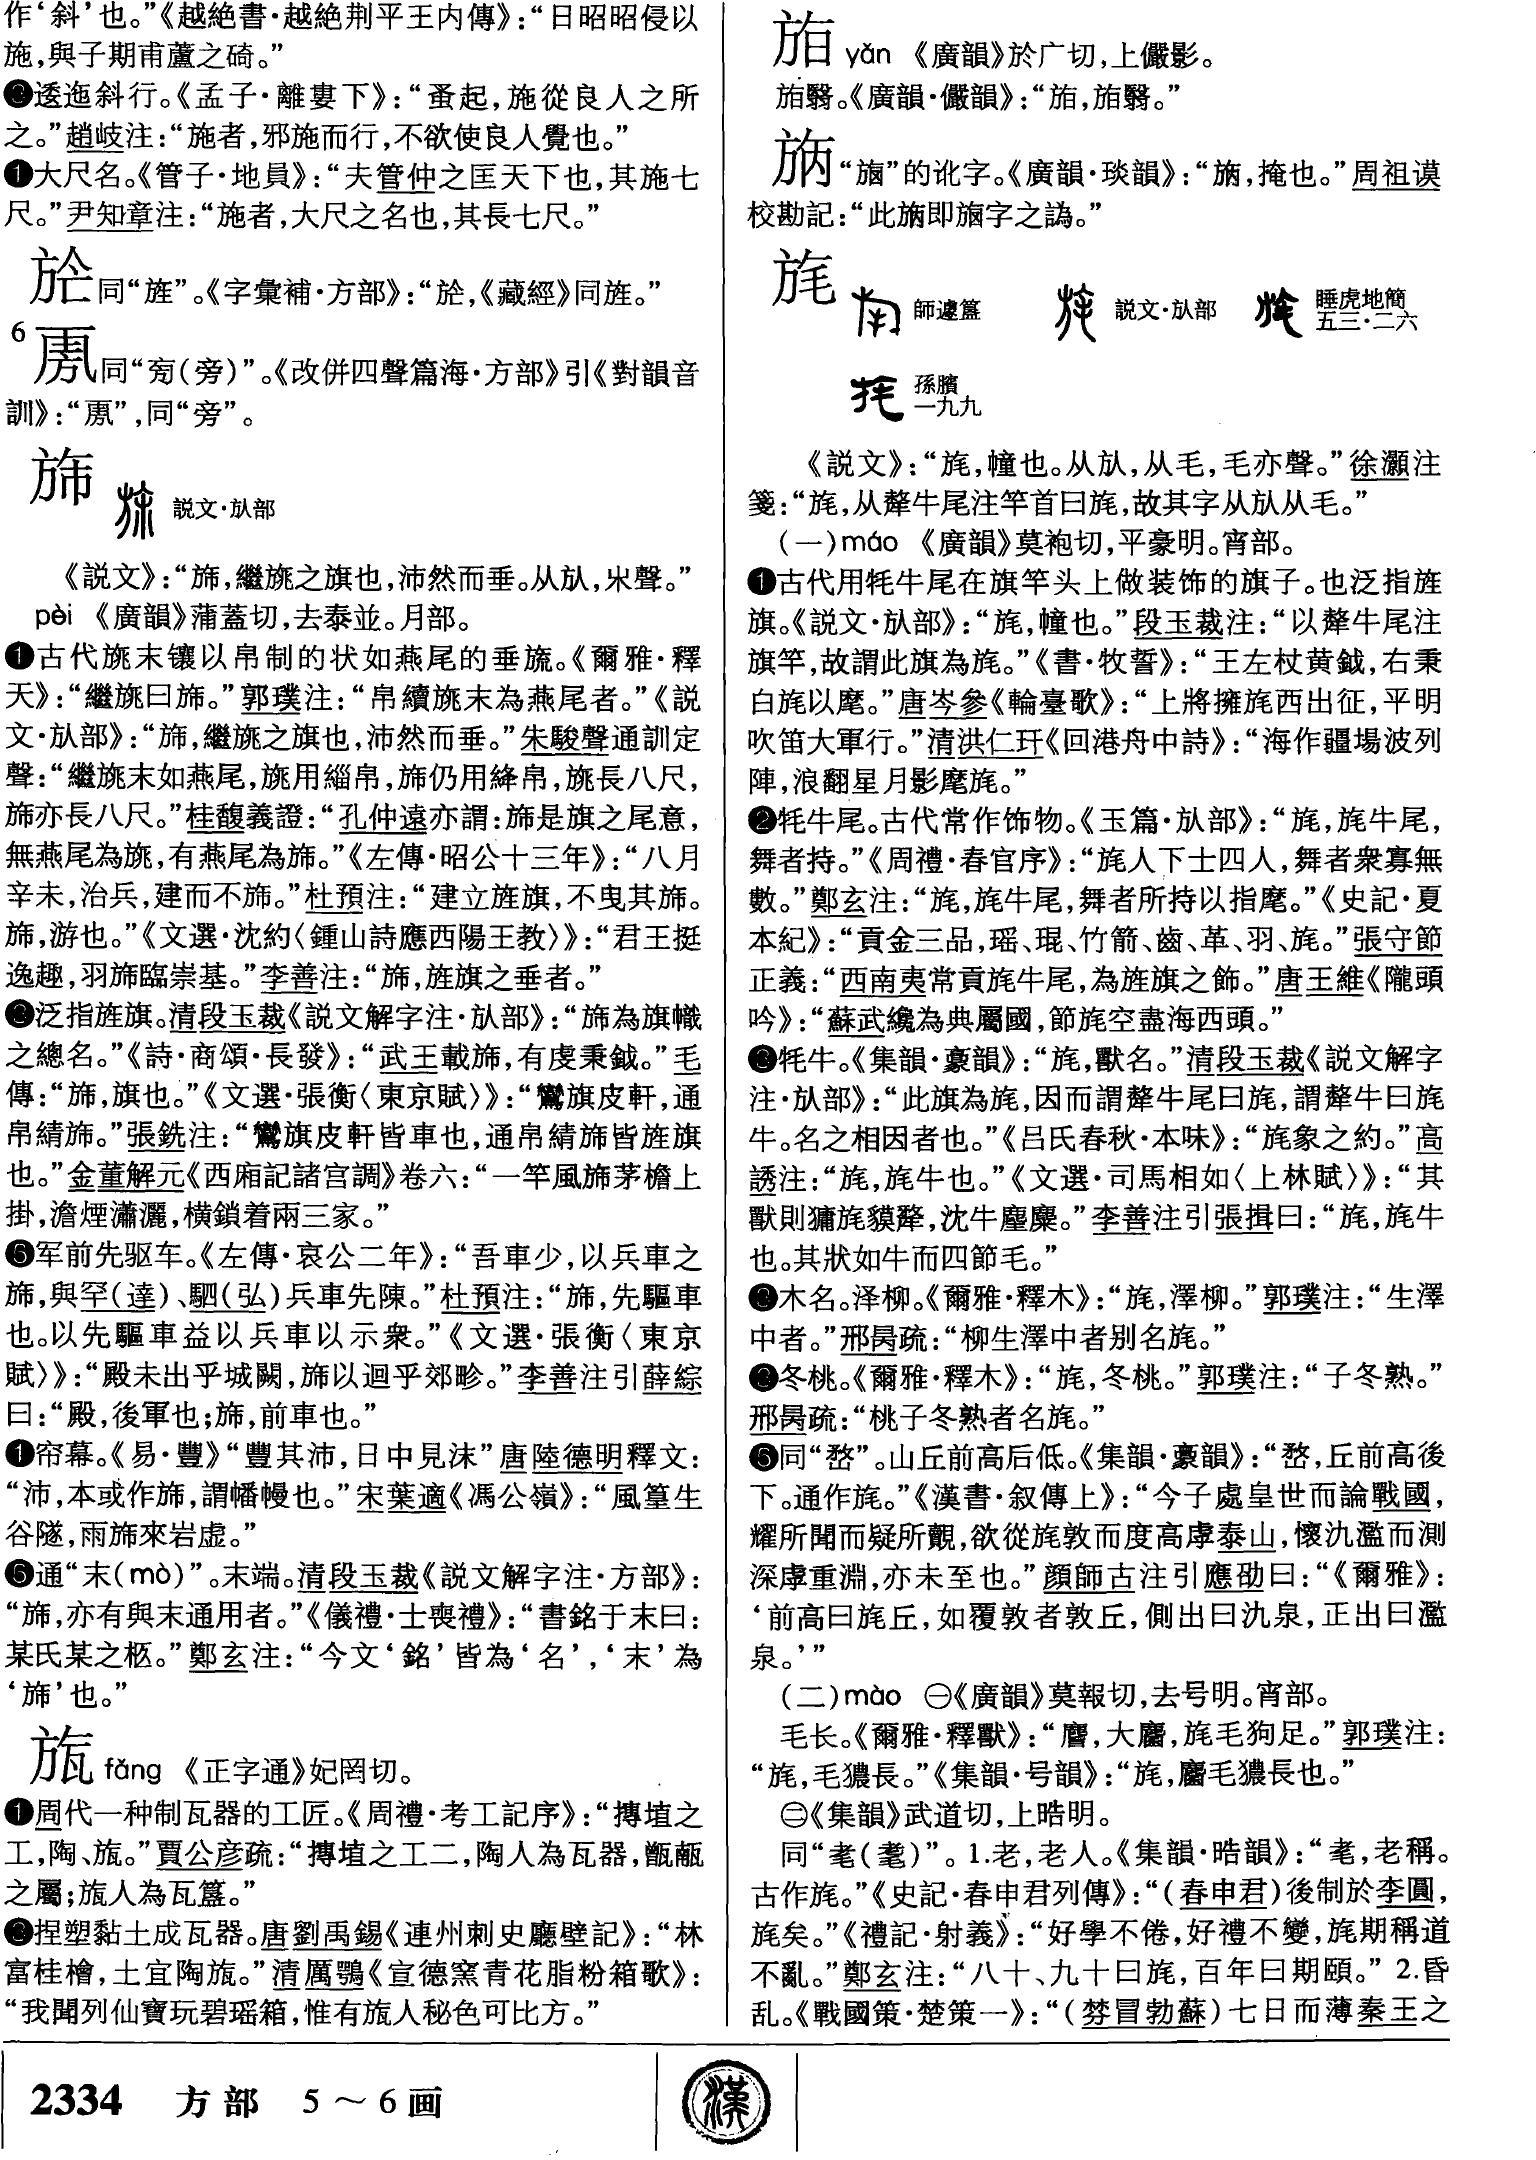 作‘斜’也。”《越絶書·越絶荆平王内傳》：“日昭昭侵以
施，與子期甫蘆之碕。”
❷逶迤斜行。《孟子·離婁下》：“蚤起，施從良人之所
之。”趙岐注：“施者，邪施而行，不欲使良人覺也。”
❶大尺名。《管子·地員》：“夫管仲之匡天下也，其施七
尺。”尹知章注：“施者，大尺之名也，其長七尺。”
同“旌”。《字彙補·方部》：“《藏經》同旌。”
6
同“㫄（旁）”。《改併四聲篇海·方部》引《對韻音
訓》：“”，同“旁”。
旆
説文·㫃部
《説文》：“旆，繼旐之旗也，沛然而垂。从㫃，𣎵聲。”
pèi 《廣韻》蒲蓋切，去泰並。月部。
❶古代旐末镶以帛制的状如燕尾的垂旒。《爾雅·釋
天》：“繼旐曰旆。”郭璞注：“帛續旐末為燕尾者。”《説
文·㫃部》：“旆，繼旐之旗也，沛然而垂。”朱駿聲通訓定
聲：“繼旐末如燕尾，旐用緇帛，旆仍用絳帛，旐長八尺，
旆亦長八尺。”桂馥義證：“孔仲遠亦謂：旆是旗之尾意，
無燕尾為旐，有燕尾為旆。”《左傳·昭公十三年》：“八月
辛未，治兵，建而不旆。”杜預注：“建立旌旗，不曳其旆。
旆，游也。”《文選·沈約〈鍾山詩應西陽王教〉》：“君王挺
逸趣，羽旆臨崇基。”李善注：“旆，旌旗之垂者。”
❷泛指旌旗。清段玉裁《説文解字注·㫃部》：“旆為旗幟
之總名。”《詩·商頌·長發》：“武王載旆，有虔秉鉞。”毛
傳：“旆，旗也。”《文選·張衡〈東京賦〉》：“鸞旗皮軒，通
帛綪旆。”張銑注：“鸞旗皮軒皆車也，通帛綪旆皆旌旗
也。”金董解元《西廂記諸宫調》卷六：“一竿風旆茅檐上
掛，澹煙瀟灑，横鎖着兩三家。”
❸军前先驱车。《左傳·哀公二年》：“吾車少，以兵車之
旆，與罕（達）、駟（弘）兵車先陳。”杜預注：“旆，先驅車
也。以先驅車益以兵車以示衆。”《文選·張衡〈東京
賦〉》：“殿未出乎城闕，旆以迴乎郊畛。”李善注引薛綜
曰：“殿，後軍也；旆，前車也。”
❹帘幕。《易·豐》“豐其沛，日中見沬”唐陸德明釋文：
“沛，本或作旆，謂幡幔也。”宋葉適《馮公嶺》：“風篁生
谷隧，雨旆來岩虚。”
❺通“末（mò）”。末端。清段玉裁《説文解字注·方部》：
“旆，亦有與末通用者。”《儀禮·士喪禮》：“書銘于末曰：
某氏某之柩。”鄭玄注：“今文‘銘’皆為‘名’，‘末’為
‘旆’也。”
旊 fǎng 《正字通》妃罔切。
❶周代一种制瓦器的工匠。《周禮·考工記序》：“摶埴之
工，陶、旊。”賈公彦疏：“摶埴之工二，陶人為瓦器，甑甗
之屬；旊人為瓦簋。”
❷捏塑黏土成瓦器。唐劉禹錫《連州刺史廳壁記》：“林
富桂檜，土宜陶旊。”清厲鶚《宣德窯青花脂粉箱歌》：
“我聞列仙寶玩碧瑶箱，惟有旊人秘色可比方。”
yǎn 《廣韻》於广切，上儼影。
翳。《廣韻·儼韻》：“翳。”
的讹字。《廣韻·琰韻》：“掩也。”周祖谟
校勘記：“此即字之譌。”
旄
師遽簋
説文·㫃部
睡虎地簡
五三·二六
孫臏
一九九
《説文》：“旄，幢也。从㫃，从毛，毛亦聲。”徐灝注
箋：“旄，从犛牛尾注竿首曰旄，故其字从㫃从毛。”
（一）máo 《廣韻》莫袍切，平豪明。宵部。
❶古代用牦牛尾在旗竿头上做装饰的旗子。也泛指旌
旗。《説文·㫃部》：“旄，幢也。”段玉裁注：“以犛牛尾注
旗竿，故謂此旗為旄。”《書·牧誓》：“王左杖黄鉞，右秉
白旄以麾。”唐岑參《輪臺歌》：“上將擁旄西出征，平明
吹笛大軍行。”清洪仁玕《回港舟中詩》：“海作疆場波列
陣，浪翻星月影麾旄。”
❷牦牛尾。古代常作饰物。《玉篇·㫃部》：“旄，旄牛尾，
舞者持。”《周禮·春官序》：“旄人下士四人，舞者衆寡無
數。”鄭玄注：“旄，旄牛尾，舞者所持以指麾。”《史記·夏
本紀》：“貢金三品，瑶、琨、竹箭、齒、革、羽、旄。”張守節
正義：“西南夷常貢旄牛尾，為旌旗之飾。”唐王維《隴頭
吟》：“蘇武纔為典屬國，節旄空盡海西頭。”
❸牦牛。《集韻·豪韻》：“旄，獸名。”清段玉裁《説文解字
注·㫃部》：“此旗為旄，因而謂犛牛尾曰旄，謂犛牛曰旄
牛。名之相因者也。”《吕氏春秋·本味》：“旄象之約。”高
誘注：“旄，旄牛也。”《文選·司馬相如〈上林賦〉》：“其
獸則㺎旄貘犛，沈牛麈麋。”李善注引張揖曰：“旄，旄牛
也。其狀如牛而四節毛。”
❹木名。泽柳。《爾雅·釋木》：“旄，澤柳。”郭璞注：“生澤
中者。”邢昺疏：“柳生澤中者别名旄。”
❺冬桃。《爾雅·釋木》：“旄，冬桃。”郭璞注：“子冬熟。”
邢昺疏：“桃子冬熟者名旄。”
❻同“堥”。山丘前高后低。《集韻·豪韻》：“堥，丘前高後
下。通作旄。”《漢書·叙傳上》：“今子處皇世而論戰國，
耀所聞而疑所覿，欲從旄敦而度高虖泰山，懷氿濫而測
深虖重淵，亦未至也。”顔師古注引應劭曰：“《爾雅》：
‘前高曰旄丘，如覆敦者敦丘，側出曰氿泉，正出曰濫
泉。’”
（二）mào ㊀《廣韻》莫報切，去号明。宵部。
毛长。《爾雅·釋獸》：“麔，大麕，旄毛狗足。”郭璞注：
“旄，毛㺜長。”《集韻·号韻》：“旄，麕毛㺜長也。”
㊁《集韻》武道切，上晧明。
同“耄（耄）”。1.老，老人。《集韻·晧韻》：“耄，老稱。
古作旄。”《史記·春申君列傳》：“（春申君）後制於李園，
旄矣。”《禮記·射義》：“好學不倦，好禮不變，旄期稱道
不亂。”鄭玄注：“八十、九十曰旄，百年曰期頤。” 2.昏
乱。《戰國策·楚策一》：“（棼冒勃蘇）七日而薄秦王之
2334 方部 5～6画
漢